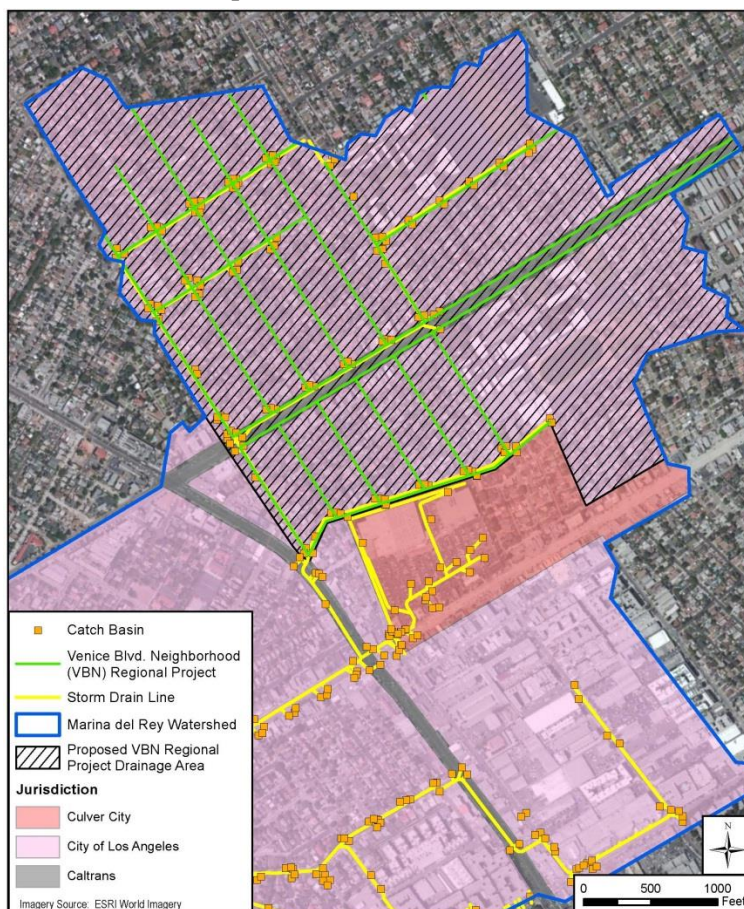 Catch Basin
Venice Blvd. Neighborhood
(VBN) Regional Project
Storm Drain Line
Marina del Rey Watershed
Proposed VBN Regional
Project Drainage Area
Jurisdiction
Culver City
City of Los Angeles
Caltrans
Imagery Source: ESRI World Imagery
N
0 500 1000
Feet